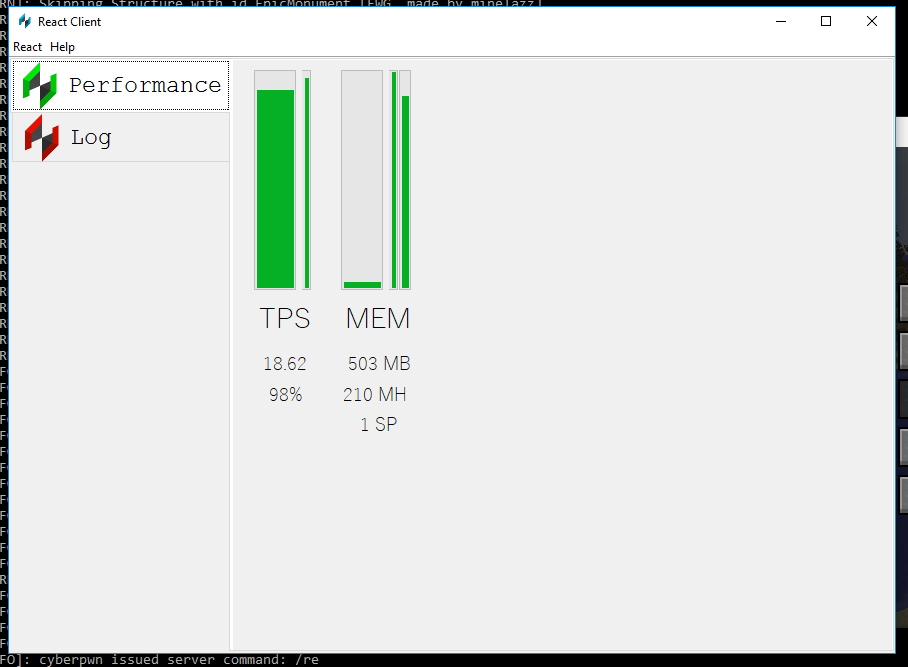 RN]: Skipping Structure with id EpicMonument [EWG, made by minelazz]
React Client
React Help
Performance
Log
TPS MEM
18.62 503 MB
98% 210 MH
1 SP
FO]: cyberpwn issued server command: /re